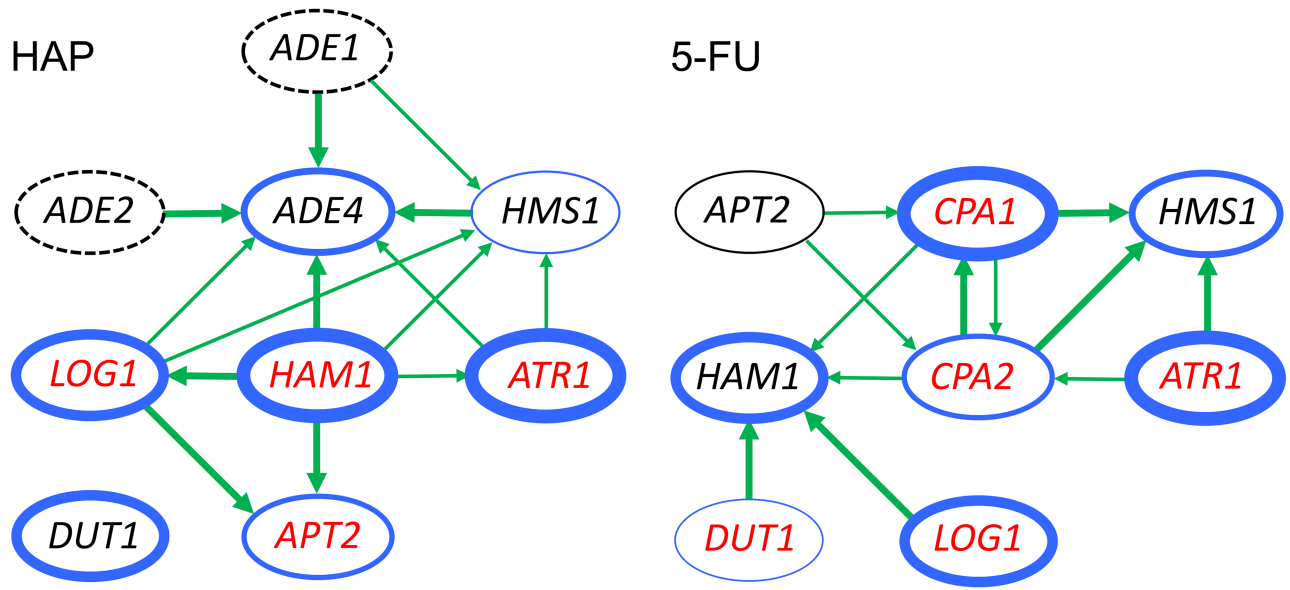 HAP
ADE1
ADE2
ADE4
HMS1
LOG1
HAM1
ATR1
DUT1
APT2
5-FU
APT2
CPA1
HMS1
HAM1
CPA2
ATR1
DUT1
LOG1